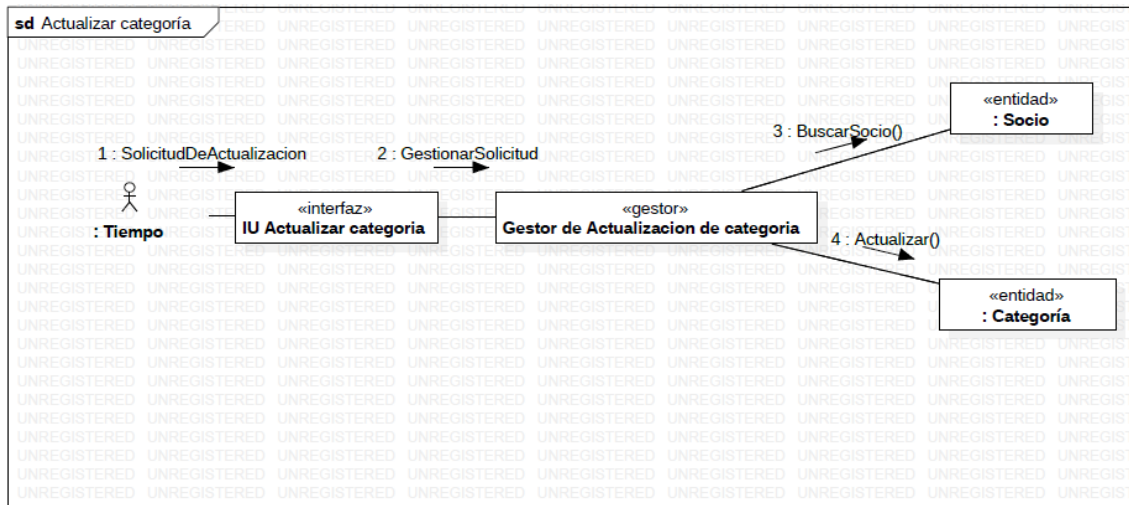 sd Actualizar categoría
1 : SolicitudDeActualizacion
2 : GestionarSolicitud
3 : BuscarSocio()
«entidad»
: Socio
: Tiempo
«interfaz»
IU Actualizar categoria
«gestor»
Gestor de Actualizacion de categoria
4 : Actualizar()
«entidad»
: Categoría
UNREGISTERED